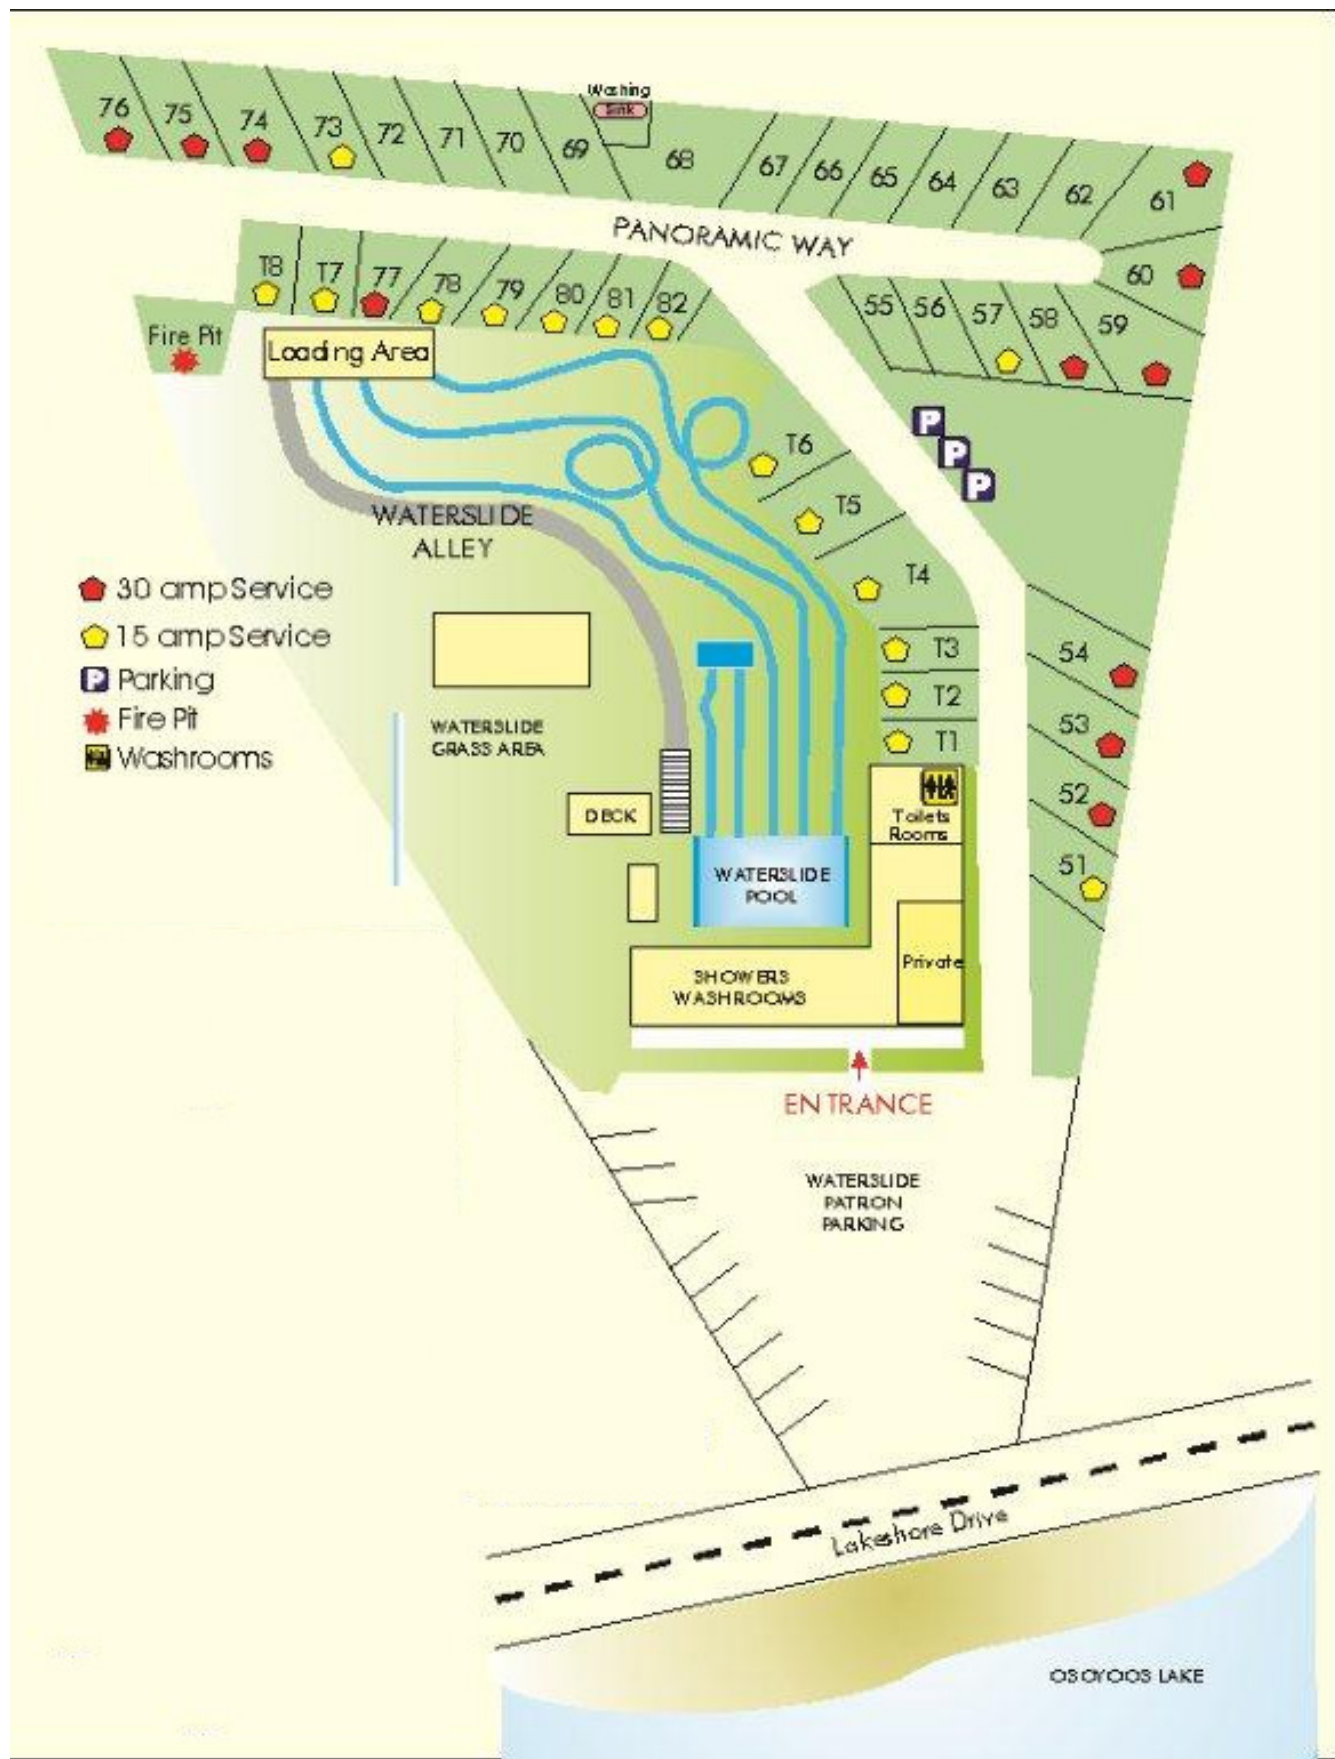 Washing
Sink
76
75
74
73
72
71
70
69
68
67
66
65
64
63
62
61
PANORAMIC WAY
60
T8
T7
77
78
79
80
81
82
55
56
57
58
59
Fire Pit
Loading Area
P
P
P
T6
T5
T4
WATERSLIDE
ALLEY
30 amp Service
15 amp Service
P Parking
Fire Pit
Washrooms
T3
T2
T1
54
53
52
51
WATERSLIDE
GRASS AREA
DECK
Toilets
Rooms
WATERSLIDE
POOL
Private
SHOWERS
WASHROOMS
ENTRANCE
WATERSLIDE
PATRON
PARKING
Lakeshore Drive
OSOYOOS LAKE